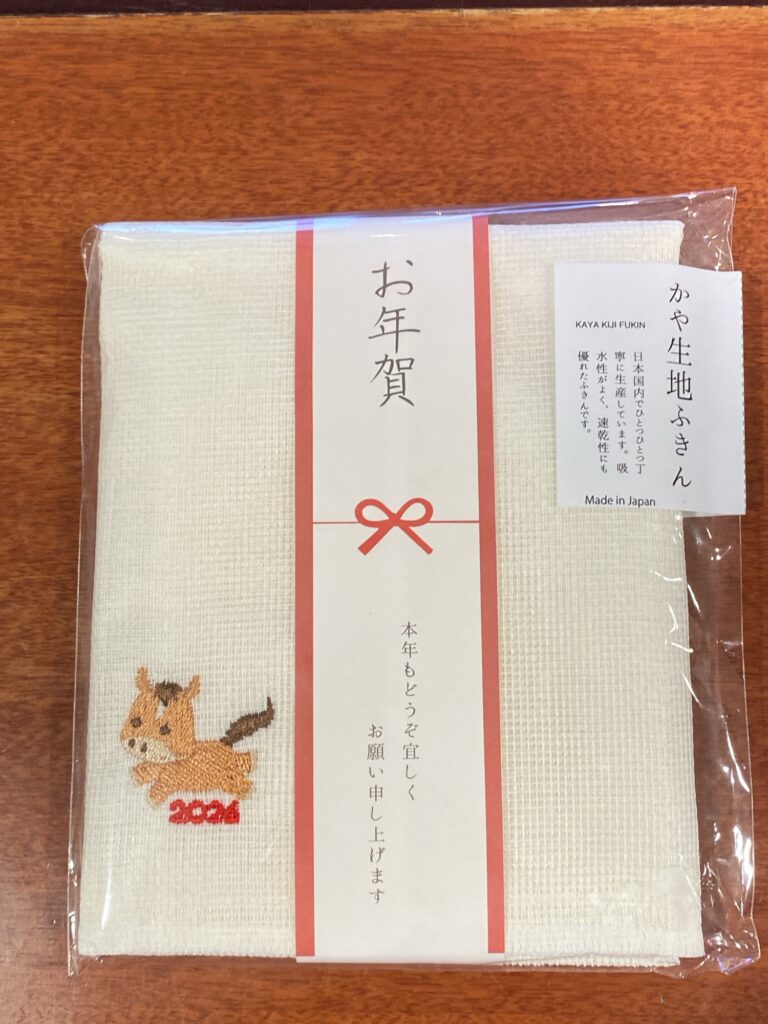 お年賀
本年もどうぞ宜しく
お願い申し上げます
かや生地ふきん
KAYA KIJI FUKIN
日本国内でひとつひとつ丁
寧に生産しています。吸
水性がよく、速乾性にも
優れたふきんです。
Made in Japan
2026